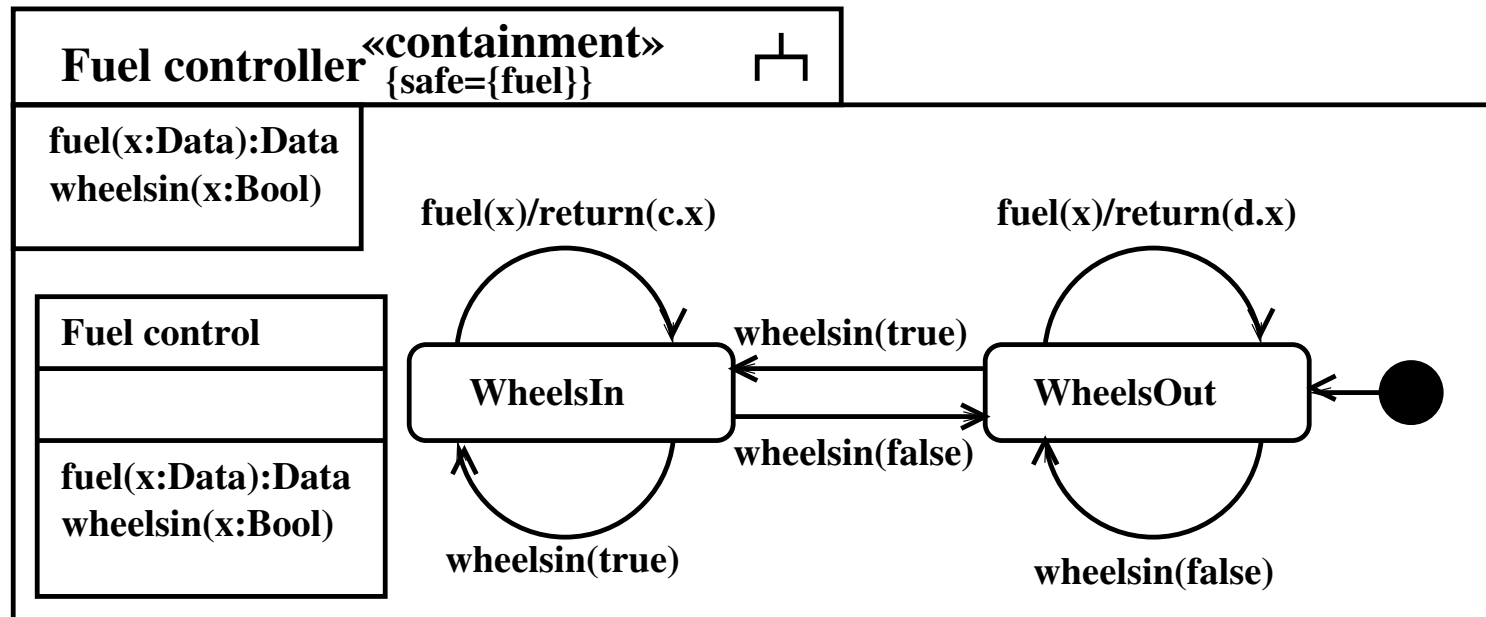 Fuel controller «containment»
{safe={fuel}}
fuel(x:Data):Data
wheelsin(x:Bool)
fuel(x)/return(c.x)
fuel(x)/return(d.x)
Fuel control
wheelsin(true)
WheelsIn
WheelsOut
wheelsin(false)
fuel(x:Data):Data
wheelsin(x:Bool)
wheelsin(true)
wheelsin(false)